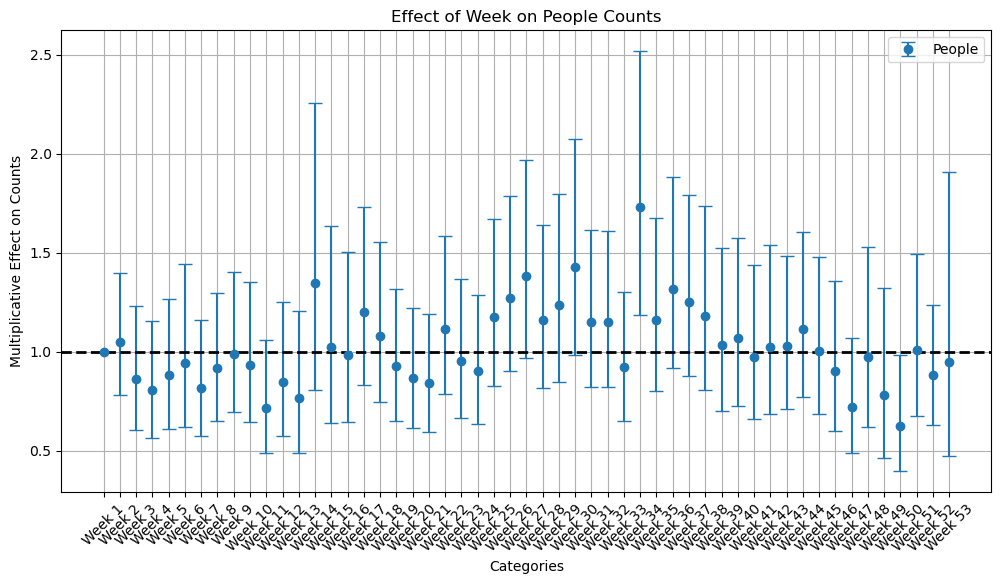 Effect of Week on People Counts
People
Multiplicative Effect on Counts
2.5
2.0
1.5
1.0
0.5
Week 1
Week 2
Week 3
Week 4
Week 5
Week 6
Week 7
Week 8
Week 9
Week 10
Week 11
Week 12
Week 13
Week 14
Week 15
Week 16
Week 17
Week 18
Week 19
Week 20
Week 21
Week 22
Week 23
Week 24
Week 25
Week 26
Week 27
Week 28
Week 29
Week 30
Week 31
Week 32
Week 33
Week 34
Week 35
Week 36
Week 37
Week 38
Week 39
Week 40
Week 41
Week 42
Week 43
Week 44
Week 45
Week 46
Week 47
Week 48
Week 49
Week 50
Week 51
Week 52
Week 53
Categories